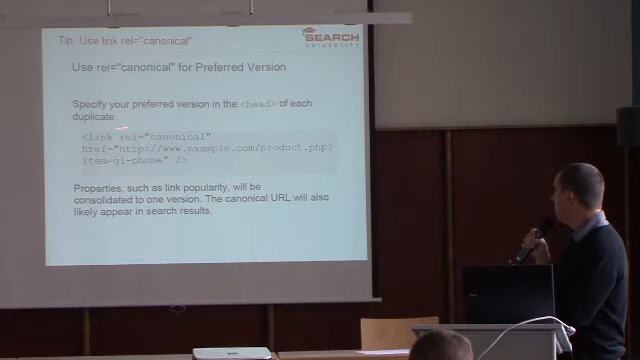 Tip: Use link rel="canonical"
SEARCH
UNIVERSITY
Use rel="canonical" for Preferred Version
Specify your preferred version in the <head> of each
duplicate:
<link rel="canonical"
href="http://www.example.com/product.php?
item=g1-phone" />
Properties, such as link popularity, will be
consolidated to one version. The canonical URL will also
likely appear in search results.